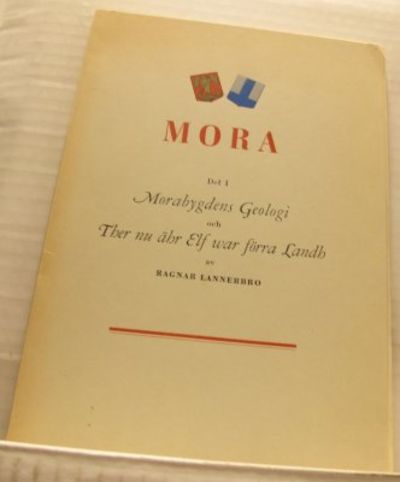 MORA
Del I
Morabygdens Geologi
och
Ther nu ähr Elf war förra Landh
av
RAGNAR LANNERBRO